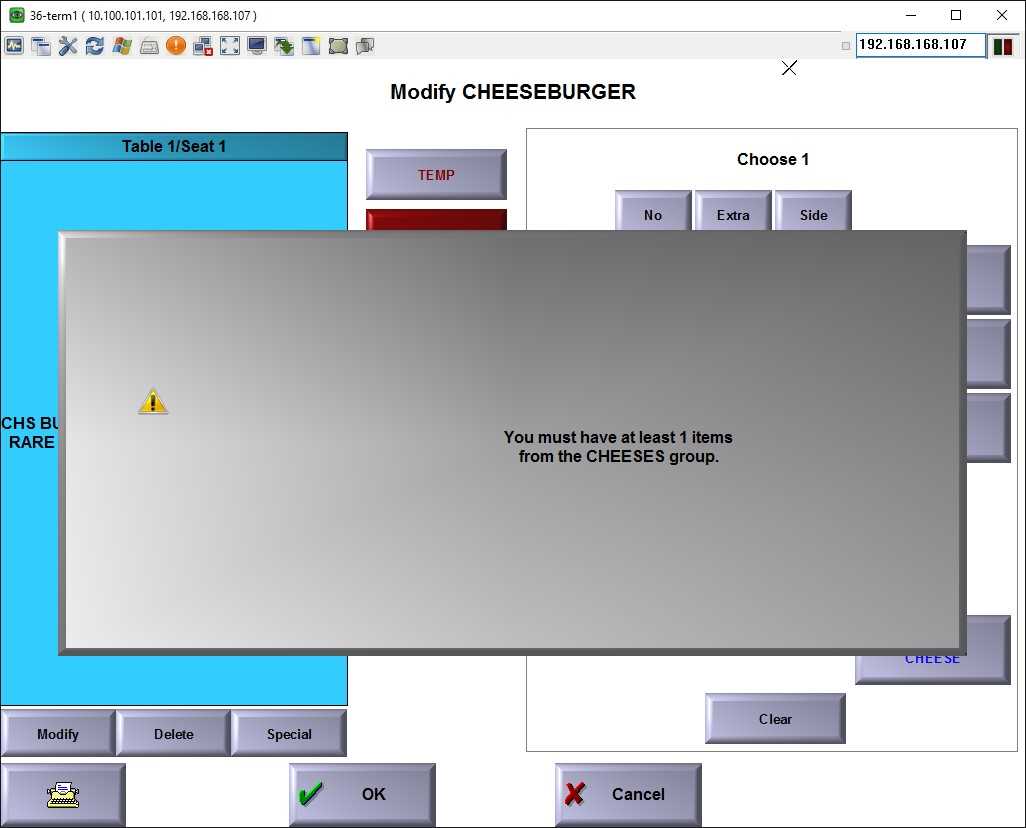 36-term1 ( 10.100.101.101, 192.168.168.107 )
192.168.168.107
Modify CHEESEBURGER
Table 1/Seat 1
TEMP
Choose 1
No
Extra
Side
CHS BU
RARE
You must have at least 1 items
from the CHEESES group.
CHEESE
Clear
Modify
Delete
Special
OK
Cancel